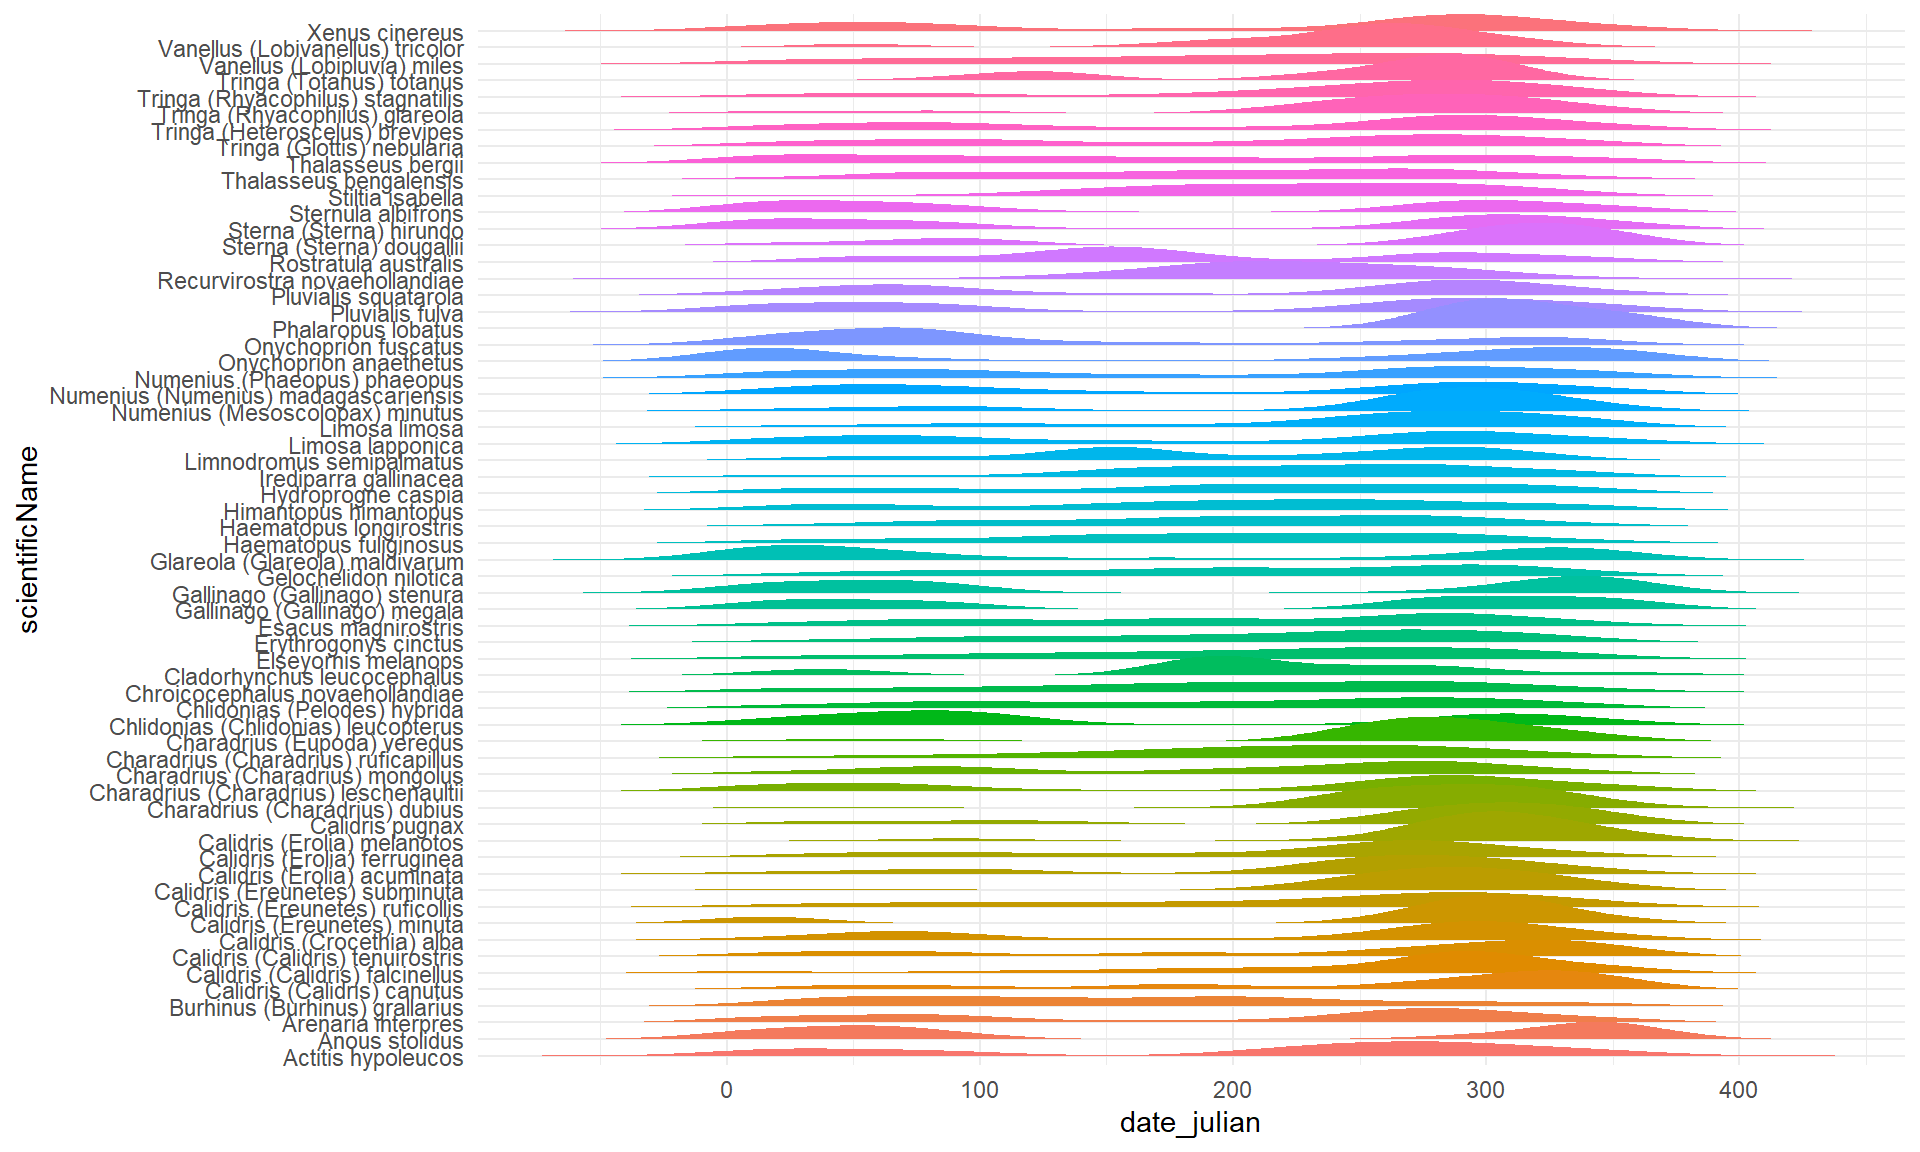 Xenus cinereus
Vanellus (Lobivanellus) tricolor
Vanellus (Lobipluvia) miles
Tringa (Totanus) totanus
Tringa (Rhyacophilus) stagnatilis
Tringa (Rhyacophilus) glareola
Tringa (Heteroscelus) brevipes
Tringa (Glottis) nebularia
Thalasseus bergii
Thalasseus bengalensis
Stiltia isabella
Sternula albifrons
Sterna (Sterna) hirundo
Sterna (Sterna) dougallii
Rostratula australis
Recurvirostra novaehollandiae
Pluvialis squatarola
Pluvialis fulva
Phalaropus lobatus
Onychoprion fuscatus
Onychoprion anaethetus
Numenius (Phaeopus) phaeopus
Numenius (Numenius) madagascariensis
Numenius (Mesoscolopax) minutus
Limosa limosa
Limosa lapponica
Limnodromus semipalmatus
Irediparra gallinacea
Hydroprogne caspia
Himantopus himantopus
Haematopus longirostris
Haematopus fuliginosus
Glareola (Glareola) maldivarum
Gelochelidon nilotica
Gallinago (Gallinago) stenura
Gallinago (Gallinago) megala
Esacus magnirostris
Erythrogonys cinctus
Elseyornis melanops
Cladorhynchus leucocephalus
Chroicocephalus novaehollandiae
Chlidonias (Pelodes) hybrida
Chlidonias (Chlidonias) leucopterus
Charadrius (Eupoda) veredus
Charadrius (Charadrius) ruficapillus
Charadrius (Charadrius) mongolus
Charadrius (Charadrius) leschenaultii
Charadrius (Charadrius) dubius
Calidris pugnax
Calidris (Erolia) melanotos
Calidris (Erolia) ferruginea
Calidris (Erolia) acuminata
Calidris (Ereunetes) subminuta
Calidris (Ereunetes) ruficollis
Calidris (Ereunetes) minuta
Calidris (Crocethia) alba
Calidris (Calidris) tenuirostris
Calidris (Calidris) falcinellus
Calidris (Calidris) canutus
Burhinus (Burhinus) grallarius
Arenaria interpres
Anous stolidus
Actitis hypoleucos
scientificName
0 100 200 300 400
date_julian